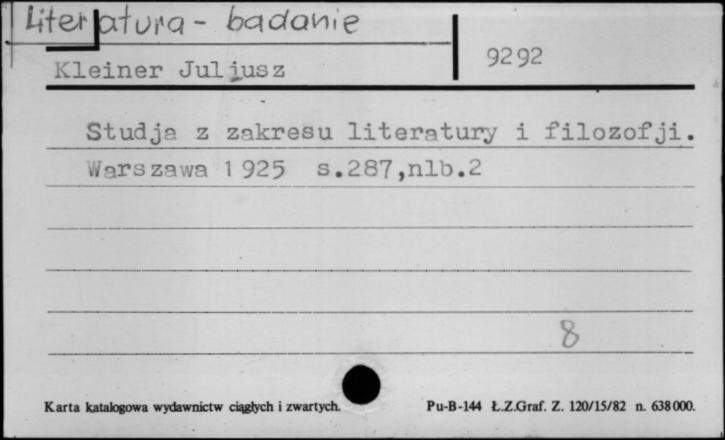 Literatura - badanie
9292
Kleiner Juljusz
Studja z zakresu literatury i filozofji.
Warszawa 1925 s.287,nlb.2
8
Karta katalogowa wydawnictw ciągłych i zwartych.
Pu-B-144 Ł.Z.Graf. Z. 120/15/82 n. 638000.